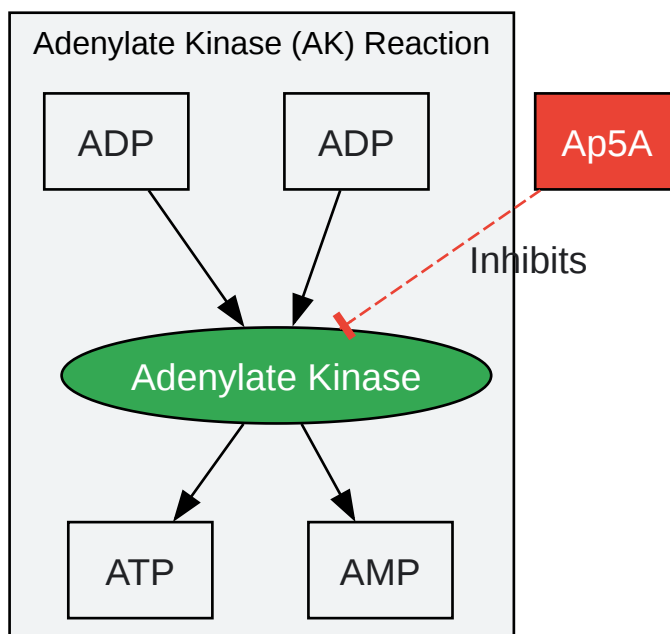 Adenylate Kinase (AK) Reaction
ADP
ADP
Ap5A
Inhibits
Adenylate Kinase
ATP
AMP